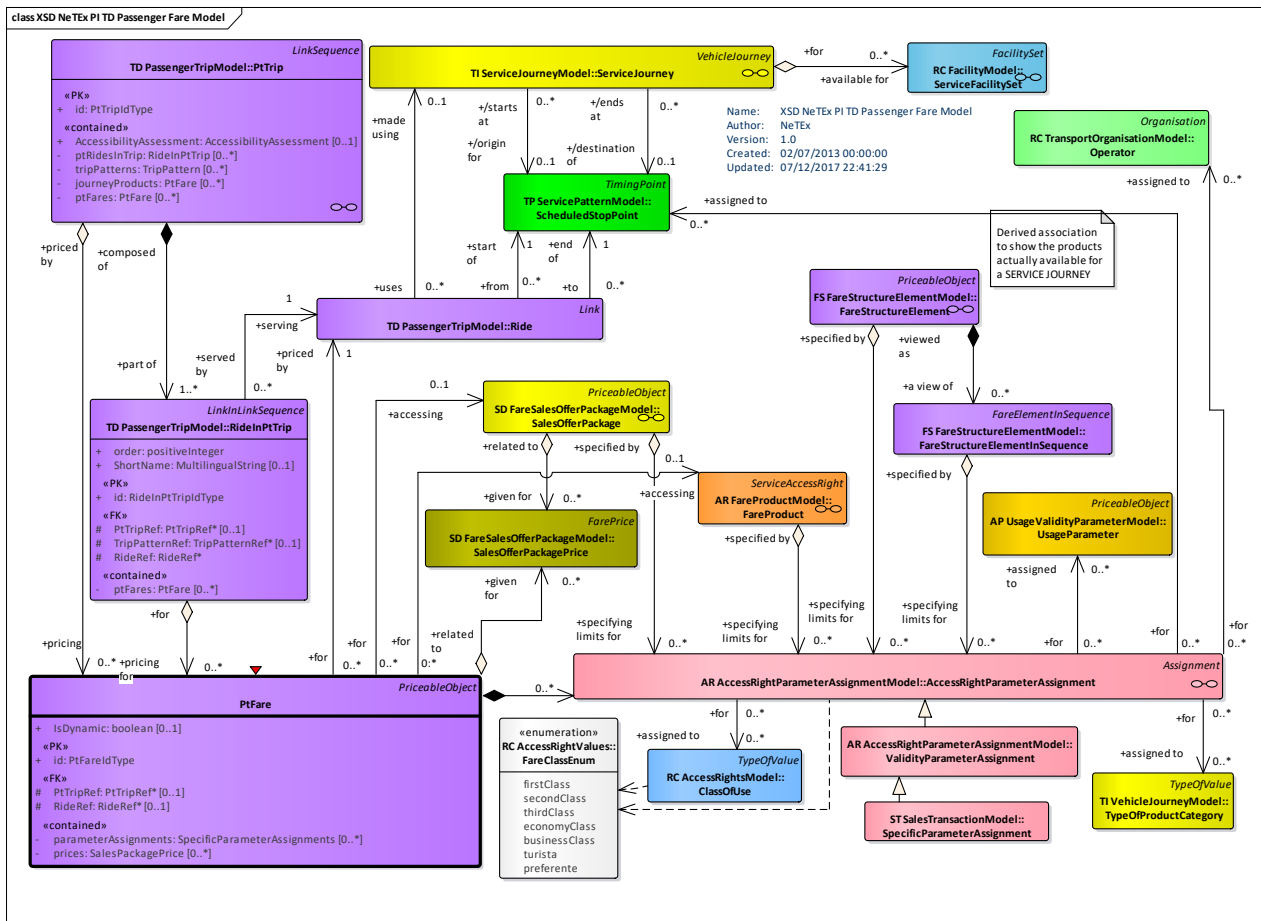 class XSD NeTEx PI TD Passenger Fare Model
LinkSequence
TD PassengerTripModel::PtTrip
«PK»
+ id: PtTripIdType
«contained»
+ AccessibilityAssessment: AccessibilityAssessment [0..1]
- ptRidesInTrip: RideInPtTrip [0..*]
- tripPatterns: TripPattern [0..*]
- journeyProducts: PtFare [0..*]
- ptFares: PtFare [0..*]
VehicleJourney
TI ServiceJourneyModel::ServiceJourney
+for
0..*
+available for
FacilitySet
RC FacilityModel::
ServiceFacilitySet
Name: XSD NeTEx PI TD Passenger Fare Model
Author: NeTEx
Version: 1.0
Created: 02/07/2013 00:00:00
Updated: 07/12/2017 22:41:29
Organisation
RC TransportOrganisationModel::
Operator
+assigned to
0..*
0..1
+made
using
+/starts
at
0..*
+/ends
at
0..*
+/origin
for
0..1
+/destination
of
0..1
TimingPoint
TP ServicePatternModel::
ScheduledStopPoint
+assigned to
0..*
Derived association
to show the products
actually available for
a SERVICE JOURNEY
+priced
by
+composed
of
+start
of
1
+end
of
1
+uses
0..*
+from
0..*
+to
0..*
PriceableObject
FS FareStructureElementModel::
FareStructureElement
1
+serving
Link
TD PassengerTripModel::Ride
+specified by
+viewed
as
+part of
1..*
+served
by
0..*
+priced
by
1
+a view of
0..*
LinkInLinkSequence
TD PassengerTripModel::RideInPtTrip
+ order: positiveInteger
+ ShortName: MultilingualString [0..1]
«PK»
+ id: RideInPtTripIdType
«FK»
# PtTripRef: PtTripRef* [0..1]
# TripPatternRef: TripPatternRef* [0..1]
# RideRef: RideRef*
«contained»
- ptFares: PtFare [0..*]
0..1
+accessing
PriceableObject
SD FareSalesOfferPackageModel::
SalesOfferPackage
FareElementInSequence
FS FareStructureElementModel::
FareStructureElementInSequence
+related to
+specified by
+specified by
0..1
+accessing
ServiceAccessRight
AR FareProductModel::
FareProduct
+given for
0..*
PriceableObject
AP UsageValidityParameterModel::
UsageParameter
FarePrice
SD FareSalesOfferPackageModel::
SalesOfferPackagePrice
+specified by
+assigned
to
0..*
+given
for
0..*
+for
+pricing
0..*
+pricing
for
0..*
+for
0..*
+for
0..*
+for
0:*
+related
to
+specifying
limits for
0..*
+specifying
limits for
0..*
+specifying
limits for
0..*
+specifying
limits for
0..*
+for
0..*
+for
0..*
+for
0..*
PriceableObject
PtFare
+ IsDynamic: boolean [0..1]
«PK»
+ id: PtFareIdType
«FK»
# PtTripRef: PtTripRef* [0..1]
# RideRef: RideRef* [0..1]
«contained»
- parameterAssignments: SpecificParameterAssignments [0..*]
- prices: SalesPackagePrice [0..*]
0..*
Assignment
AR AccessRightParameterAssignmentModel::AccessRightParameterAssignment
«enumeration»
RC AccessRightValues::
FareClassEnum
firstClass
secondClass
thirdClass
economyClass
businessClass
turista
preferente
+for
0..*
+assigned to
0..*
TypeOfValue
RC AccessRightsModel::
ClassOfUse
AR AccessRightParameterAssignmentModel::
ValidityParameterAssignment
ST SalesTransactionModel::
SpecificParameterAssignment
+for
0..*
+assigned to
0..*
TypeOfValue
TI VehicleJourneyModel::
TypeOfProductCategory